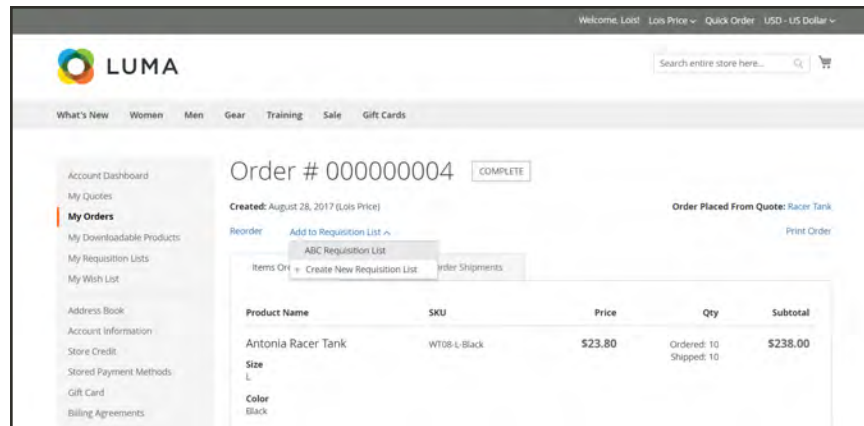 Welcome, Lois! Lois Price Quick Order USD - US Dollar
LUMA
Search entire store here...
What's New Women Men Gear Training Sale Gift Cards
Account Dashboard
My Quotes
My Orders
My Downloadable Products
My Requisition Lists
My Wish List
Address Book
Account Information
Store Credit
Stored Payment Methods
Gift Card
Billing Agreements
Order # 000000004 COMPLETE
Created: August 28, 2017 (Lois Price)
Order Placed From Quote: Racer Tank
Reorder Add to Requisition List
Print Order
ABC Requisition List
+ Create New Requisition List
Items Or rder Shipments
Product Name SKU Price Qty Subtotal
Antonia Racer Tank WT08-L-Black $23.80 Ordered: 10 $238.00
Shipped: 10
Size
L
Color
Black